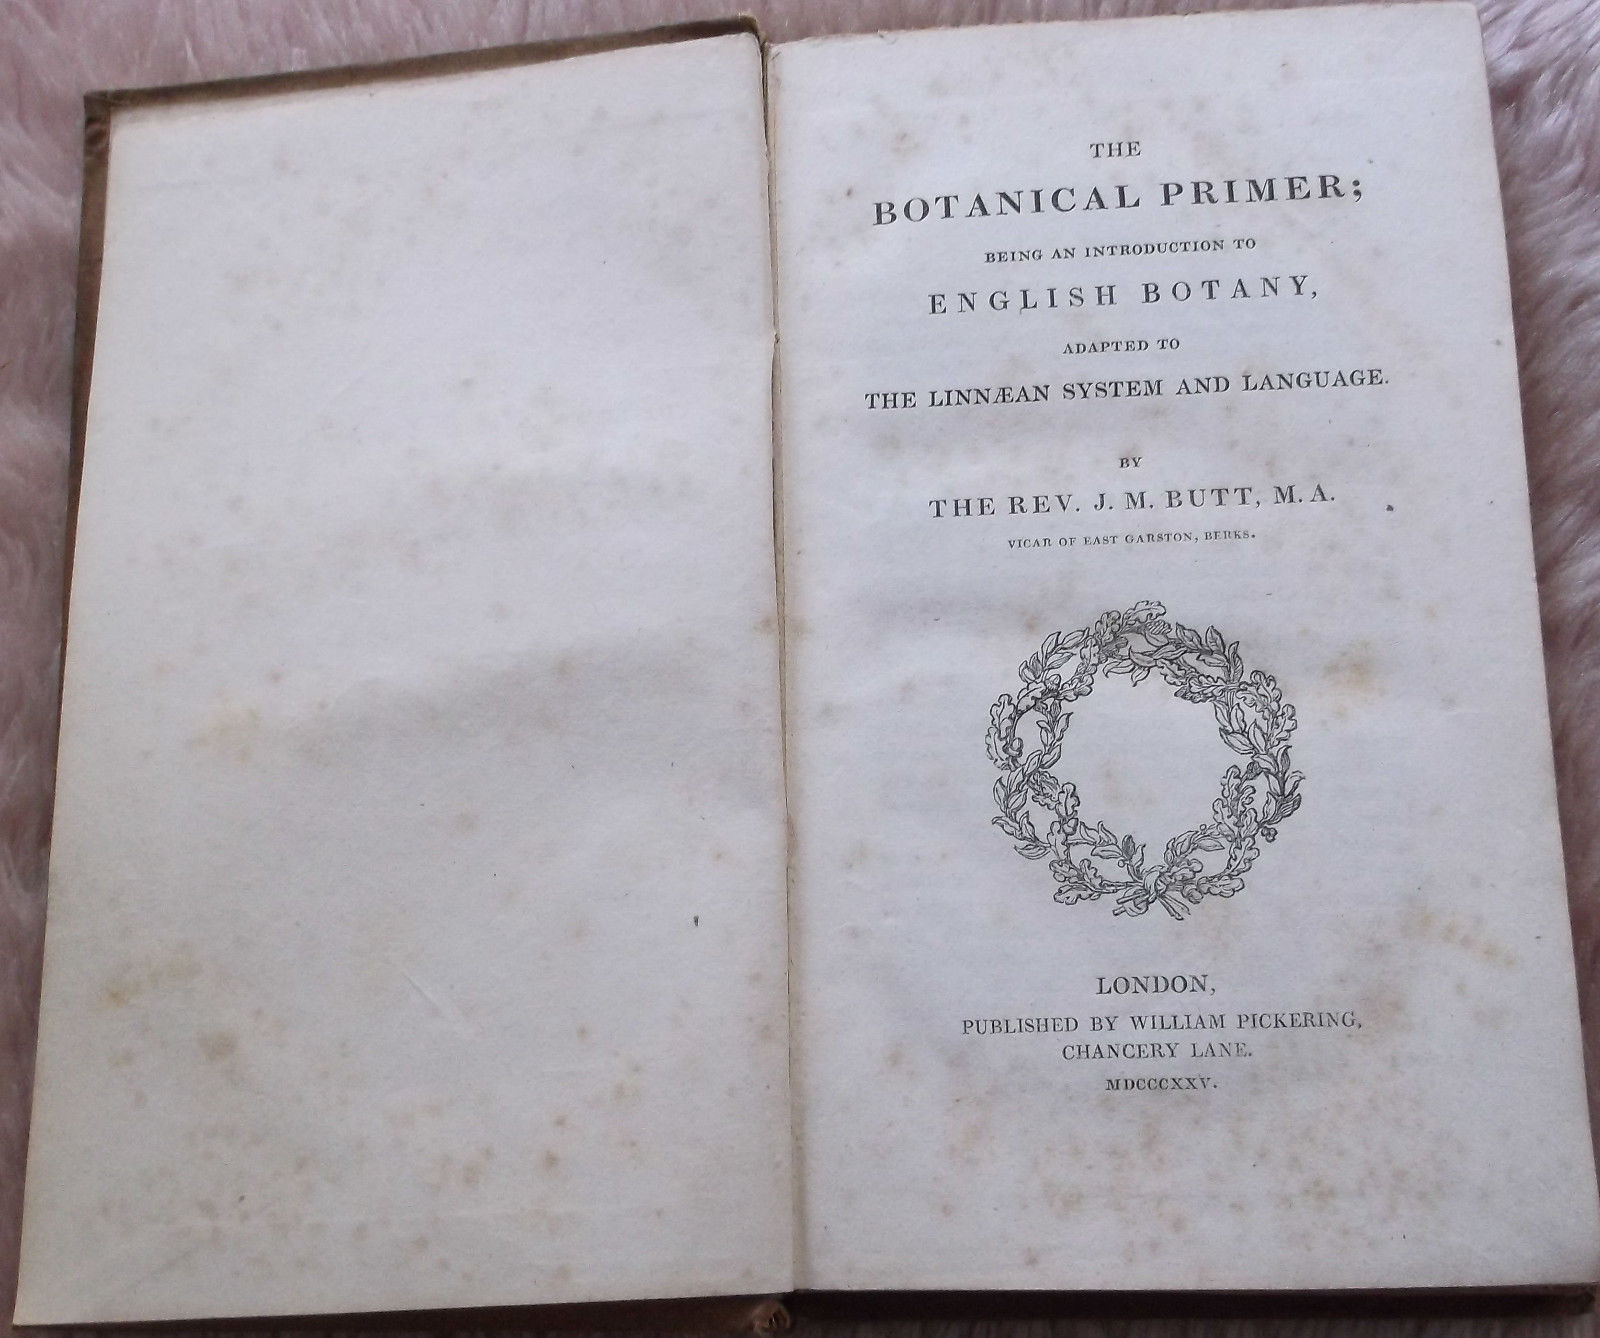 THE
BOTANICAL PRIMER;
BEING AN INTRODUCTION TO
ENGLISH BOTANY,
ADAPTED TO
THE LINNÆAN SYSTEM AND LANGUAGE.
BY
THE REV. J. M. BUTT, M. A.
VICAR OF EAST GARSTON, BERKS.
LONDON,
PUBLISHED BY WILLIAM PICKERING,
CHANCERY LANE.
MDCCCXXV.